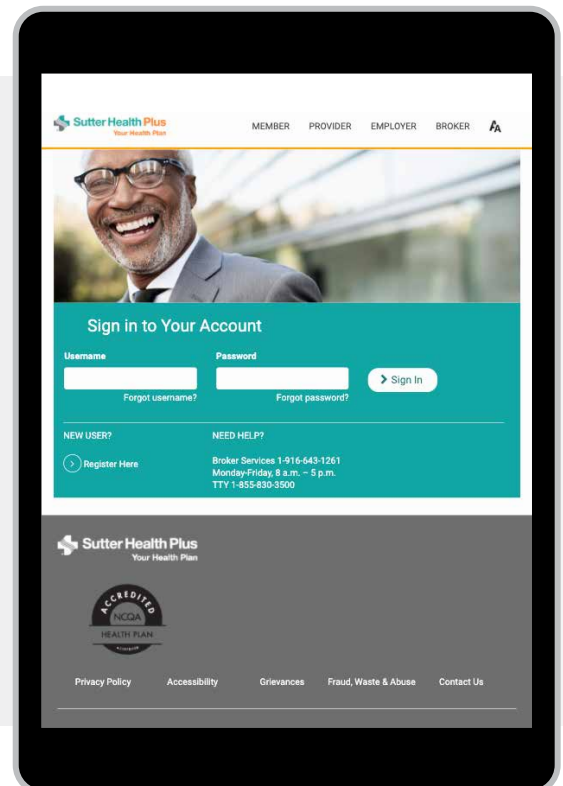 Sutter Health Plus
Your Health Plan
MEMBER PROVIDER EMPLOYER BROKER AA
Sign in to Your Account
Username Password
Sign In
Forgot username? Forgot password?
NEW USER? NEED HELP?
Register Here
Broker Services 1-916-643-1261
Monday-Friday, 8 a.m. – 5 p.m.
TTY 1-855-830-3500
Sutter Health Plus
Your Health Plan
ACCREDITED
NCQA
HEALTH PLAN
Privacy Policy Accessibility Grievances Fraud, Waste & Abuse Contact Us